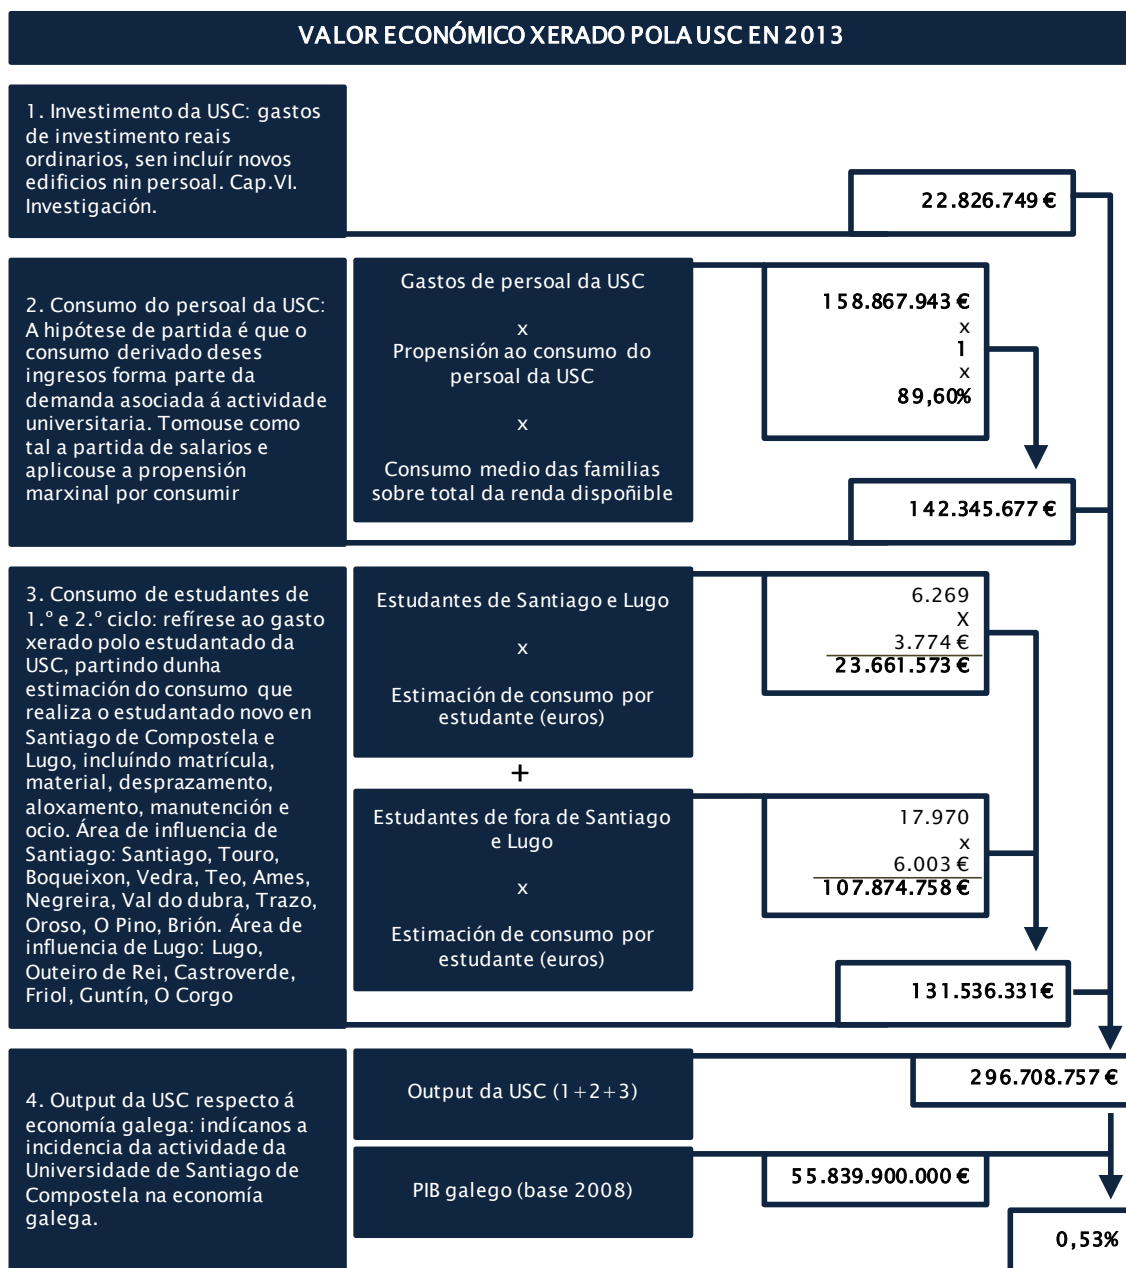 VALOR ECONÓMICO XERADO POLA USC EN 2013
1. Investimento da USC: gastos
de investimento reais
ordinarios, sen incluír novos
edificios nin persoal. Cap.VI.
Investigación.
22.826.749 €
2. Consumo do persoal da USC:
A hipótese de partida é que o
consumo derivado deses
ingresos forma parte da
demanda asociada á actividade
universitaria. Tomouse como
tal a partida de salarios e
aplicouse a propensión
marxinal por consumir
Gastos de persoal da USC
x
Propensión ao consumo do
persoal da USC
x
Consumo medio das familias
sobre total da renda dispoñible
158.867.943 €
x
1
x
89,60%
142.345.677 €
3. Consumo de estudantes de
1.º e 2.º ciclo: refírese ao gasto
xerado polo estudantado da
USC, partindo dunha
estimación do consumo que
realiza o estudantado novo en
Santiago de Compostela e
Lugo, incluíndo matrícula,
material, desprazamento,
aloxamento, manutención e
ocio. Área de influencia de
Santiago: Santiago, Touro,
Boqueixon, Vedra, Teo, Ames,
Negreira, Val do dubra, Trazo,
Oroso, O Pino, Brión. Área de
influencia de Lugo: Lugo,
Outeiro de Rei, Castroverde,
Friol, Guntín, O Corgo
Estudantes de Santiago e Lugo
x
Estimación de consumo por
estudante (euros)
6.269
X
3.774 €
23.661.573 €
+
Estudantes de fora de Santiago
e Lugo
x
Estimación de consumo por
estudante (euros)
17.970
x
6.003 €
107.874.758 €
131.536.331€
4. Output da USC respecto á
economía galega: indícanos a
incidencia da actividade da
Universidade de Santiago de
Compostela na economía
galega.
Output da USC (1+2+3)
296.708.757 €
PIB galego (base 2008)
55.839.900.000 €
0,53%